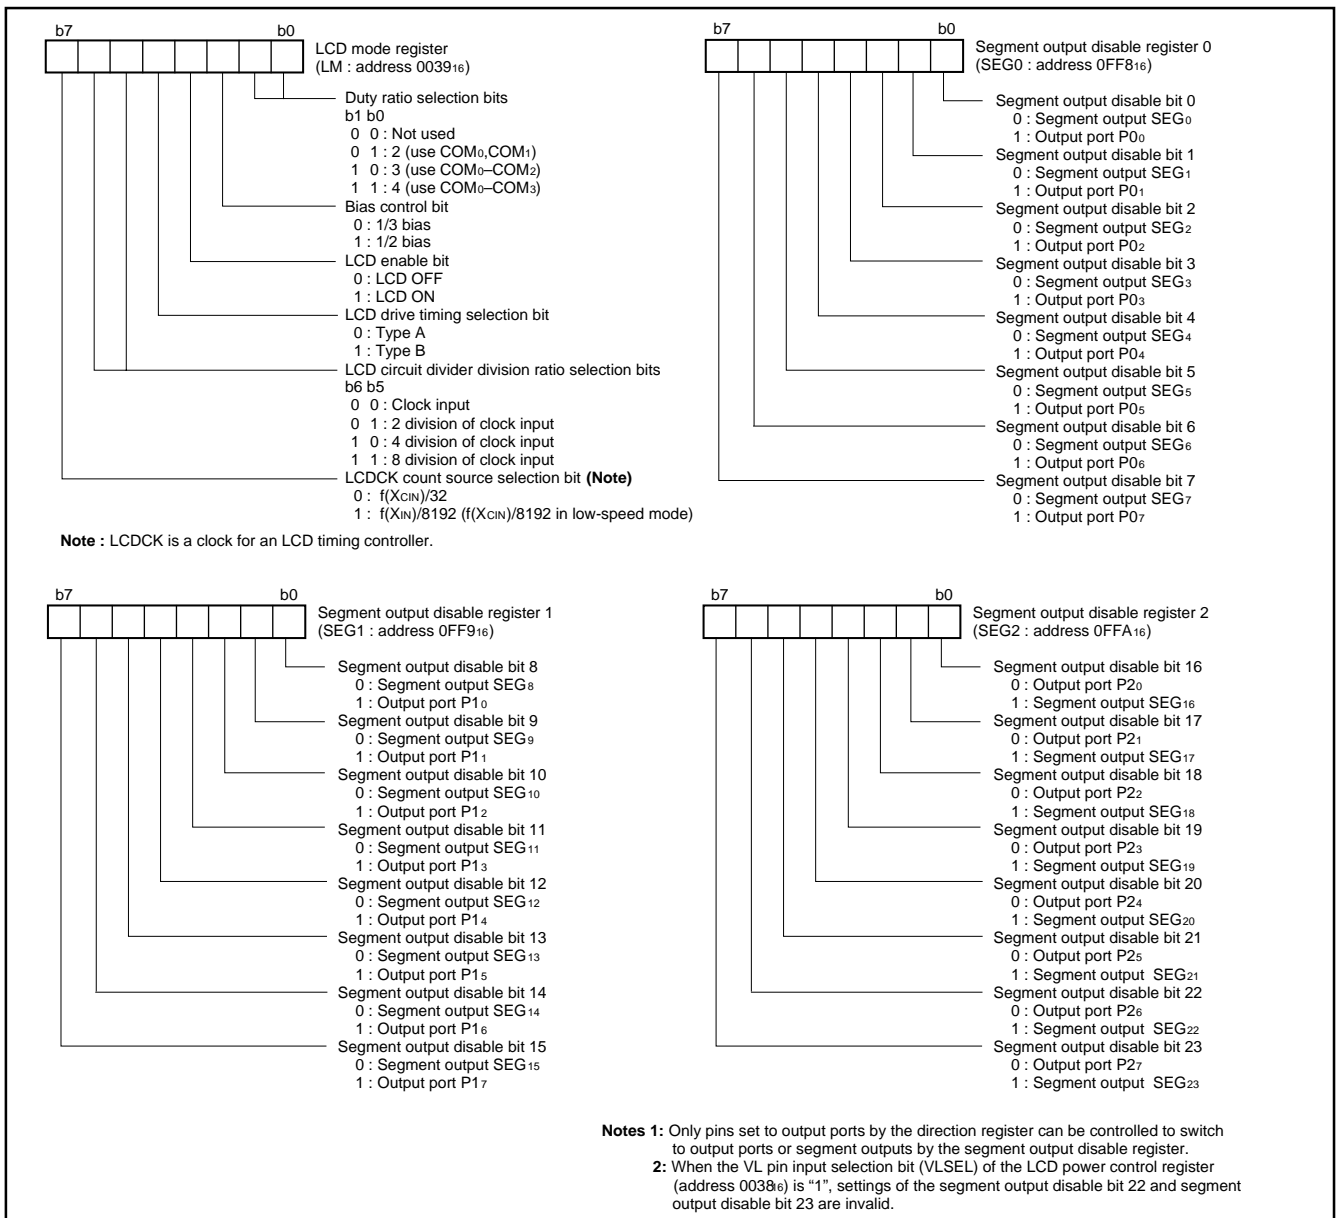 b7 b0
LCD mode register
(LM : address 0039₁₆)
Duty ratio selection bits
b1 b0
0 0 : Not used
0 1 : 2 (use COM₀,COM₁)
1 0 : 3 (use COM₀–COM₂)
1 1 : 4 (use COM₀–COM₃)
Bias control bit
0 : 1/3 bias
1 : 1/2 bias
LCD enable bit
0 : LCD OFF
1 : LCD ON
LCD drive timing selection bit
0 : Type A
1 : Type B
LCD circuit divider division ratio selection bits
b6 b5
0 0 : Clock input
0 1 : 2 division of clock input
1 0 : 4 division of clock input
1 1 : 8 division of clock input
LCDCK count source selection bit (Note)
0 : f(XCIN)/32
1 : f(XIN)/8192 (f(XCIN)/8192 in low-speed mode)
Note : LCDCK is a clock for an LCD timing controller.
b7 b0
Segment output disable register 0
(SEG0 : address 0FF8₁₆)
Segment output disable bit 0
0 : Segment output SEG₀
1 : Output port P0₀
Segment output disable bit 1
0 : Segment output SEG₁
1 : Output port P0₁
Segment output disable bit 2
0 : Segment output SEG₂
1 : Output port P0₂
Segment output disable bit 3
0 : Segment output SEG₃
1 : Output port P0₃
Segment output disable bit 4
0 : Segment output SEG₄
1 : Output port P0₄
Segment output disable bit 5
0 : Segment output SEG₅
1 : Output port P0₅
Segment output disable bit 6
0 : Segment output SEG₆
1 : Output port P0₆
Segment output disable bit 7
0 : Segment output SEG₇
1 : Output port P0₇
b7 b0
Segment output disable register 1
(SEG1 : address 0FF9₁₆)
Segment output disable bit 8
0 : Segment output SEG₈
1 : Output port P1₀
Segment output disable bit 9
0 : Segment output SEG₉
1 : Output port P1₁
Segment output disable bit 10
0 : Segment output SEG₁₀
1 : Output port P1₂
Segment output disable bit 11
0 : Segment output SEG₁₁
1 : Output port P1₃
Segment output disable bit 12
0 : Segment output SEG₁₂
1 : Output port P1₄
Segment output disable bit 13
0 : Segment output SEG₁₃
1 : Output port P1₅
Segment output disable bit 14
0 : Segment output SEG₁₄
1 : Output port P1₆
Segment output disable bit 15
0 : Segment output SEG₁₅
1 : Output port P1₇
b7 b0
Segment output disable register 2
(SEG2 : address 0FFA₁₆)
Segment output disable bit 16
0 : Output port P2₀
1 : Segment output SEG₁₆
Segment output disable bit 17
0 : Output port P2₁
1 : Segment output SEG₁₇
Segment output disable bit 18
0 : Output port P2₂
1 : Segment output SEG₁₈
Segment output disable bit 19
0 : Output port P2₃
1 : Segment output SEG₁₉
Segment output disable bit 20
0 : Output port P2₄
1 : Segment output SEG₂₀
Segment output disable bit 21
0 : Output port P2₅
1 : Segment output SEG₂₁
Segment output disable bit 22
0 : Output port P2₆
1 : Segment output SEG₂₂
Segment output disable bit 23
0 : Output port P2₇
1 : Segment output SEG₂₃
Notes 1: Only pins set to output ports by the direction register can be controlled to switch
to output ports or segment outputs by the segment output disable register.
2: When the VL pin input selection bit (VLSEL) of the LCD power control register
(address 0038₁₆) is “1”, settings of the segment output disable bit 22 and segment
output disable bit 23 are invalid.